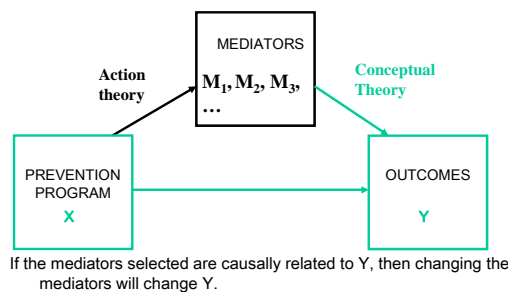 MEDIATORS
Action
theory
M1, M2, M3,
…
Conceptual
Theory
PREVENTION
PROGRAM
X
OUTCOMES
Y
If the mediators selected are causally related to Y, then changing the
mediators will change Y.